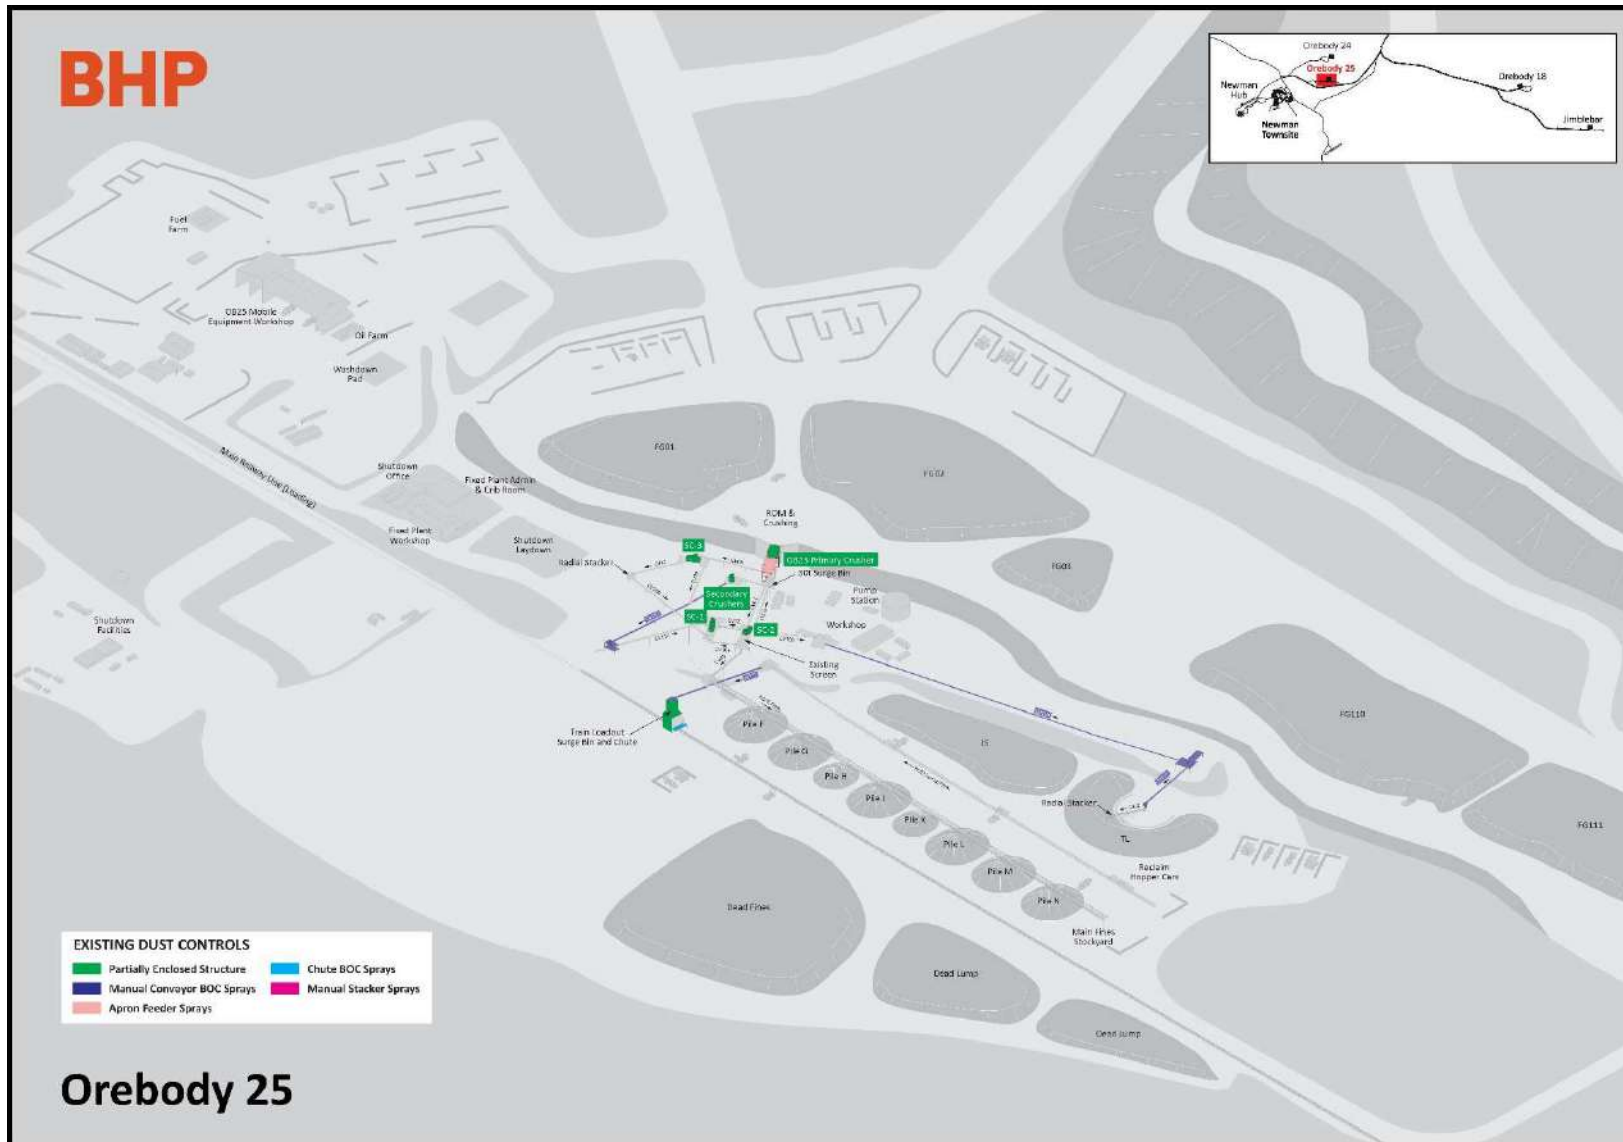 BHP
Orebody 24
Orebody 25
Orebody 18
Newman
Hub
Newman
Townsite
Jimblebar
Fuel
Farm
OB25 Mobile
Equipment Workshop
Oil Farm
Washdown
Pad
Main Railway Line (Loading)
Shutdown
Office
Fixed Plant Admin
& Crib Room
Fixed Plant
Workshop
Shutdown
Laydown
Radial Stacker
FG01
FG02
FG03
ROM &
Crushing
SC-3
OB25 Primary Crusher
Surge Bin
Secondary
Crushers
SC-1
SC-2
Pump
Station
Workshop
Existing
Screen
Shutdown
Facilities
Train Loadout
Surge Bin and Chute
Pile F
Pile G
Pile H
Pile L
Pile M
Pile N
FG110
FG111
Radial Stacker
TL
Reclaim
Hopper Cars
Main Fines
Stockyard
Dead Fines
Dead Lump
Dead Lump
EXISTING DUST CONTROLS
Partially Enclosed Structure
Chute BOC Sprays
Manual Conveyor BOC Sprays
Manual Stacker Sprays
Apron Feeder Sprays
Orebody 25